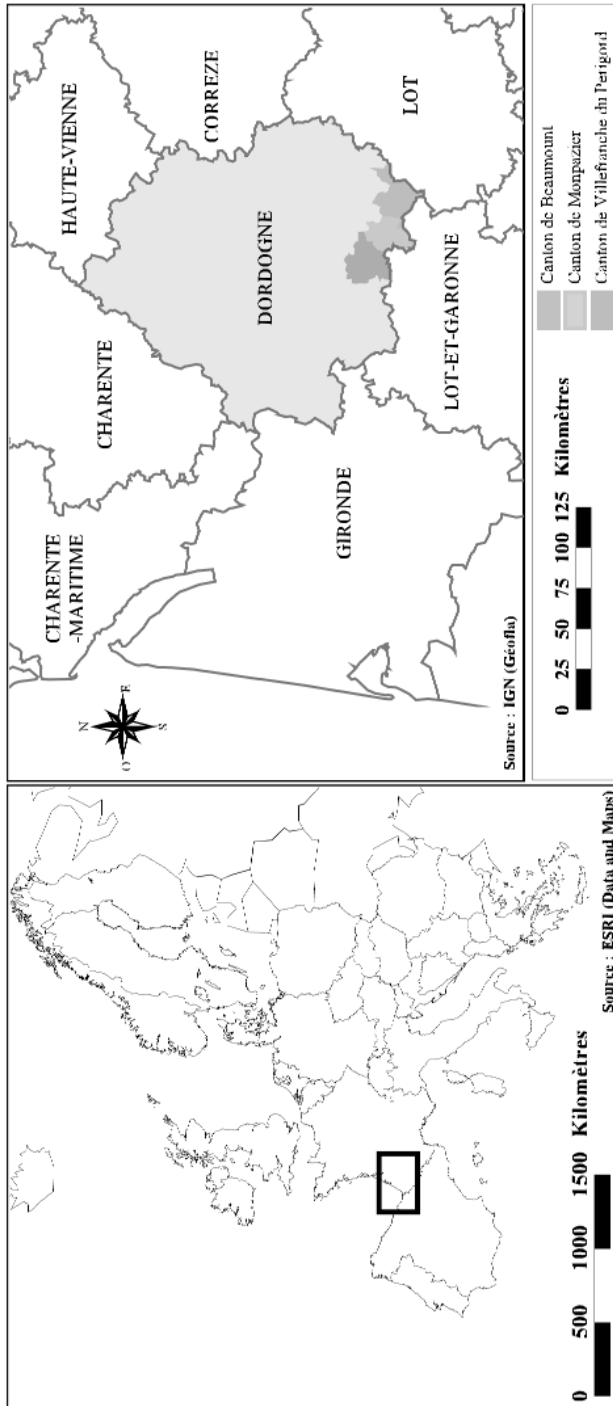 HAUTE-VIENNE
CHARENTE
CHARENTE
-MARITIME
CORREZE
DORDOGNE
GIRONDE
LOT
LOT-ET-GARONNE
N
O
E
S
Source : IGN (Géofla)
0 25 50 75 100 125 Kilomètres
Canton de Beaumount
Canton de Monpazier
Canton de Villefranche du Périgord
Source : ESRI (Data and Maps)
0 500 1000 1500 Kilomètres